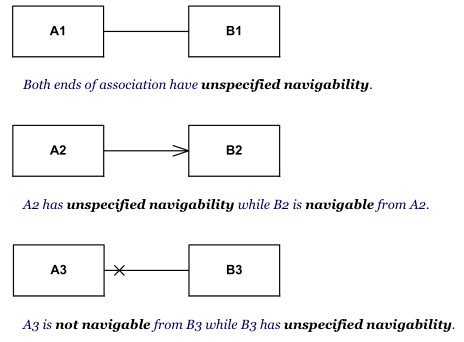 A1 B1
Both ends of association have unspecified navigability.
A2 B2
A2 has unspecified navigability while B2 is navigable from A2.
A3 B3
A3 is not navigable from B3 while B3 has unspecified navigability.